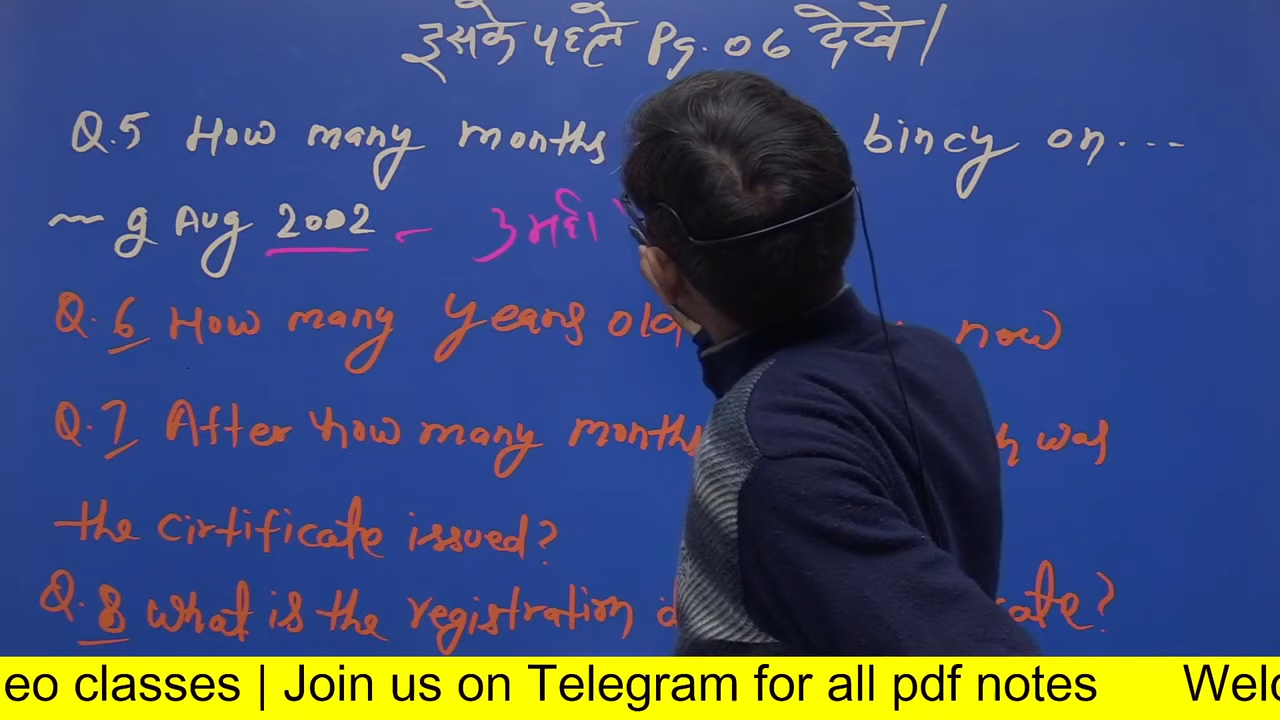 इसके पहले Pg. 06 देखें।
Q.5 How many months bincy on...
~ 9 Aug 2002 - 3 महीं
Q.6 How many years old now
Q.7 After how many months was
the cirtificate issued?
Q.8 What is the registration
eo classes | Join us on Telegram for all pdf notes Welc